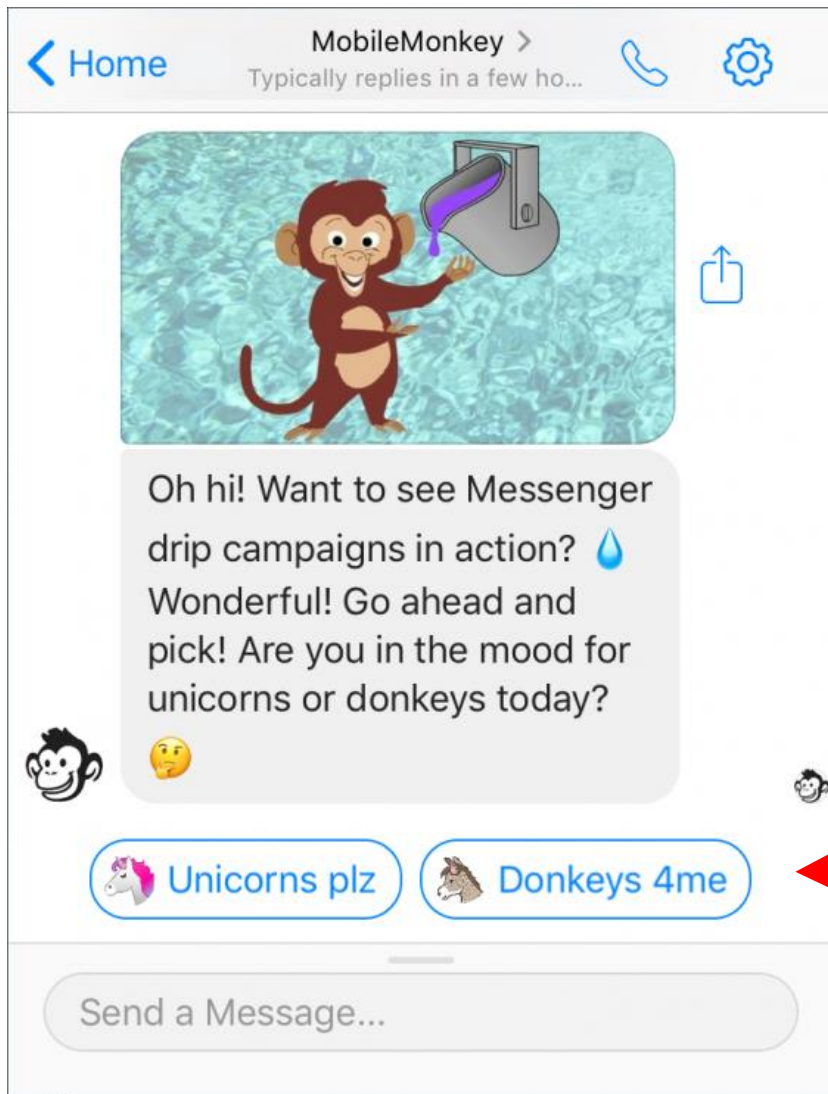 Home
MobileMonkey >
Typically replies in a few ho...
Oh hi! Want to see Messenger
drip campaigns in action? 💧
Wonderful! Go ahead and
pick! Are you in the mood for
unicorns or donkeys today?
🤔
Unicorns plz
Donkeys 4me
Send a Message...